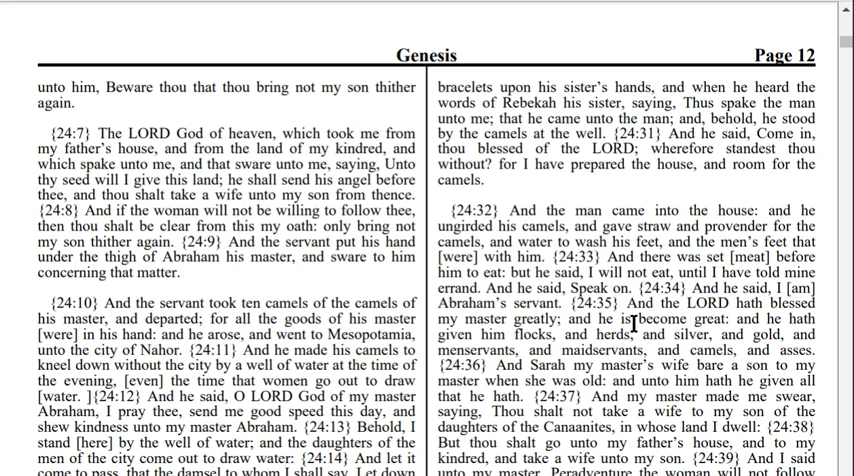 Genesis
Page 12
unto him, Beware thou that thou bring not my son thither
again.
{24:7} The LORD God of heaven, which took me from
my father's house, and from the land of my kindred, and
which spake unto me, and that sware unto me, saying, Unto
thy seed will I give this land; he shall send his angel before
thee, and thou shalt take a wife unto my son from thence.
{24:8} And if the woman will not be willing to follow thee,
then thou shalt be clear from this my oath: only bring not
my son thither again. {24:9} And the servant put his hand
under the thigh of Abraham his master, and sware to him
concerning that matter.
{24:10} And the servant took ten camels of the camels of
his master, and departed; for all the goods of his master
[were] in his hand: and he arose, and went to Mesopotamia,
unto the city of Nahor. {24:11} And he made his camels to
kneel down without the city by a well of water at the time of
the evening, [even] the time that women go out to draw
[water. ]{24:12} And he said, O LORD God of my master
Abraham, I pray thee, send me good speed this day, and
shew kindness unto my master Abraham. {24:13} Behold, I
stand [here] by the well of water; and the daughters of the
men of the city come out to draw water: {24:14} And let it
come to pass, that the damsel to whom I shall say, Let down
bracelets upon his sister's hands, and when he heard the
words of Rebekah his sister, saying, Thus spake the man
unto me; that he came unto the man; and, behold, he stood
by the camels at the well. {24:31} And he said, Come in,
thou blessed of the LORD; wherefore standest thou
without? for I have prepared the house, and room for the
camels.
{24:32} And the man came into the house: and he
ungirded his camels, and gave straw and provender for the
camels, and water to wash his feet, and the men's feet that
[were] with him. {24:33} And there was set [meat] before
him to eat: but he said, I will not eat, until I have told mine
errand. And he said, Speak on. {24:34} And he said, I [am]
Abraham's servant. {24:35} And the LORD hath blessed
my master greatly; and he is become great: and he hath
given him flocks, and herds, and silver, and gold, and
menservants, and maidservants, and camels, and asses.
{24:36} And Sarah my master's wife bare a son to my
master when she was old: and unto him hath he given all
that he hath. {24:37} And my master made me swear,
saying, Thou shalt not take a wife to my son of the
daughters of the Canaanites, in whose land I dwell: {24:38}
But thou shalt go unto my father's house, and to my
kindred, and take a wife unto my son. {24:39} And I said
unto my master, Peradventure the woman will not follow